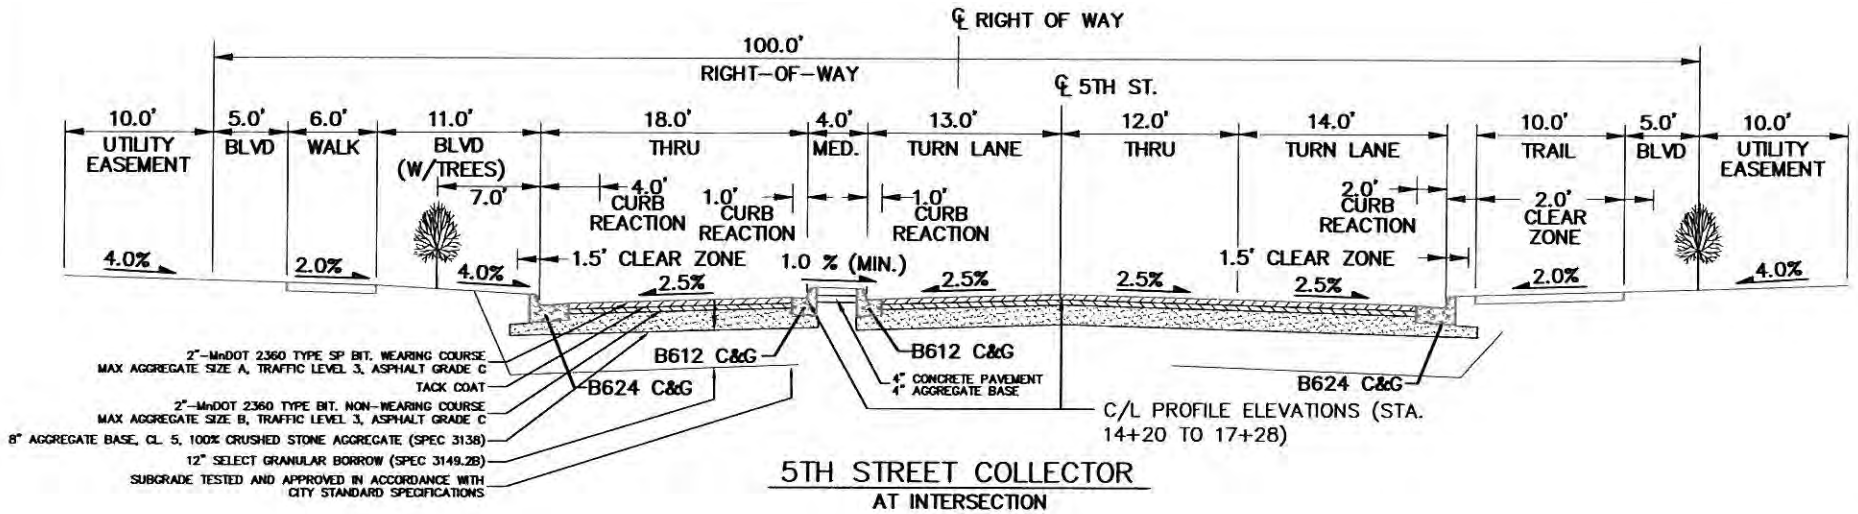 ℄ RIGHT OF WAY
100.0'
RIGHT-OF-WAY
℄ 5TH ST.
10.0' 5.0' 6.0' 11.0' 18.0' 4.0' 13.0' 12.0' 14.0' 10.0' 5.0' 10.0'
UTILITY BLVD WALK BLVD THRU MED. TURN LANE THRU TURN LANE TRAIL BLVD UTILITY
EASEMENT (W/TREES) EASEMENT
7.0' 4.0' 1.0' 1.0' 2.0' 2.0'
CURB CURB CURB CURB CLEAR
REACTION REACTION REACTION REACTION ZONE
1.5' CLEAR ZONE 1.0 % (MIN.) 1.5' CLEAR ZONE
4.0% 2.0% 4.0% 2.5% 2.5% 2.5% 2.5% 2.0% 4.0%
2"-MnDOT 2360 TYPE SP BIT. WEARING COURSE
MAX AGGREGATE SIZE A, TRAFFIC LEVEL 3, ASPHALT GRADE C
TACK COAT
2"-MnDOT 2360 TYPE BIT. NON-WEARING COURSE
MAX AGGREGATE SIZE B, TRAFFIC LEVEL 3, ASPHALT GRADE C
8" AGGREGATE BASE, CL. 5, 100% CRUSHED STONE AGGREGATE (SPEC 3138)
12" SELECT GRANULAR BORROW (SPEC 3149.2B)
SUBGRADE TESTED AND APPROVED IN ACCORDANCE WITH
CITY STANDARD SPECIFICATIONS
B624 C&G
B612 C&G
B612 C&G
4" CONCRETE PAVEMENT
4" AGGREGATE BASE
B624 C&G
C/L PROFILE ELEVATIONS (STA.
14+20 TO 17+28)
5TH STREET COLLECTOR
AT INTERSECTION